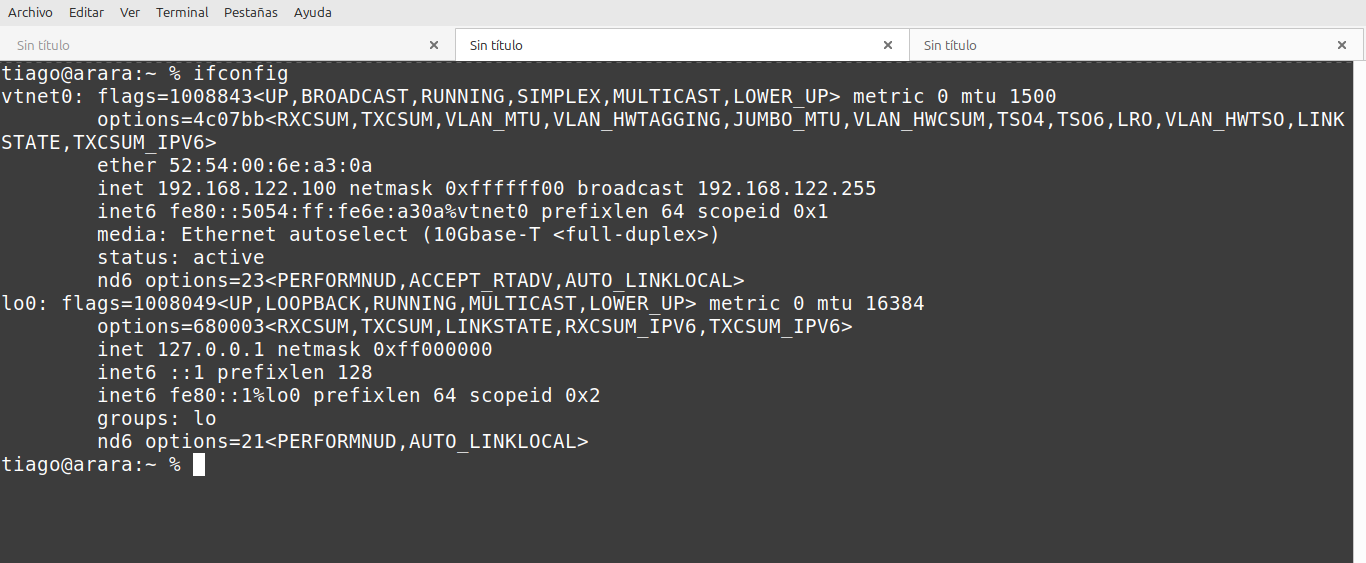 Archivo Editar Ver Terminal Pestañas Ayuda
Sin título Sin título Sin título
tiago@arara:~ % ifconfig
vtnet0: flags=1008843<UP,BROADCAST,RUNNING,SIMPLEX,MULTICAST,LOWER_UP> metric 0 mtu 1500
        options=4c07bb<RXCSUM,TXCSUM,VLAN_MTU,VLAN_HWTAGGING,JUMBO_MTU,VLAN_HWCSUM,TSO4,TSO6,LRO,VLAN_HWTSO,LINK
STATE,TXCSUM_IPV6>
        ether 52:54:00:6e:a3:0a
        inet 192.168.122.100 netmask 0xffffff00 broadcast 192.168.122.255
        inet6 fe80::5054:ff:fe6e:a30a%vtnet0 prefixlen 64 scopeid 0x1
        media: Ethernet autoselect (10Gbase-T <full-duplex>)
        status: active
        nd6 options=23<PERFORMNUD,ACCEPT_RTADV,AUTO_LINKLOCAL>
lo0: flags=1008049<UP,LOOPBACK,RUNNING,MULTICAST,LOWER_UP> metric 0 mtu 16384
        options=680003<RXCSUM,TXCSUM,LINKSTATE,RXCSUM_IPV6,TXCSUM_IPV6>
        inet 127.0.0.1 netmask 0xff000000
        inet6 ::1 prefixlen 128
        inet6 fe80::1%lo0 prefixlen 64 scopeid 0x2
        groups: lo
        nd6 options=21<PERFORMNUD,AUTO_LINKLOCAL>
tiago@arara:~ %